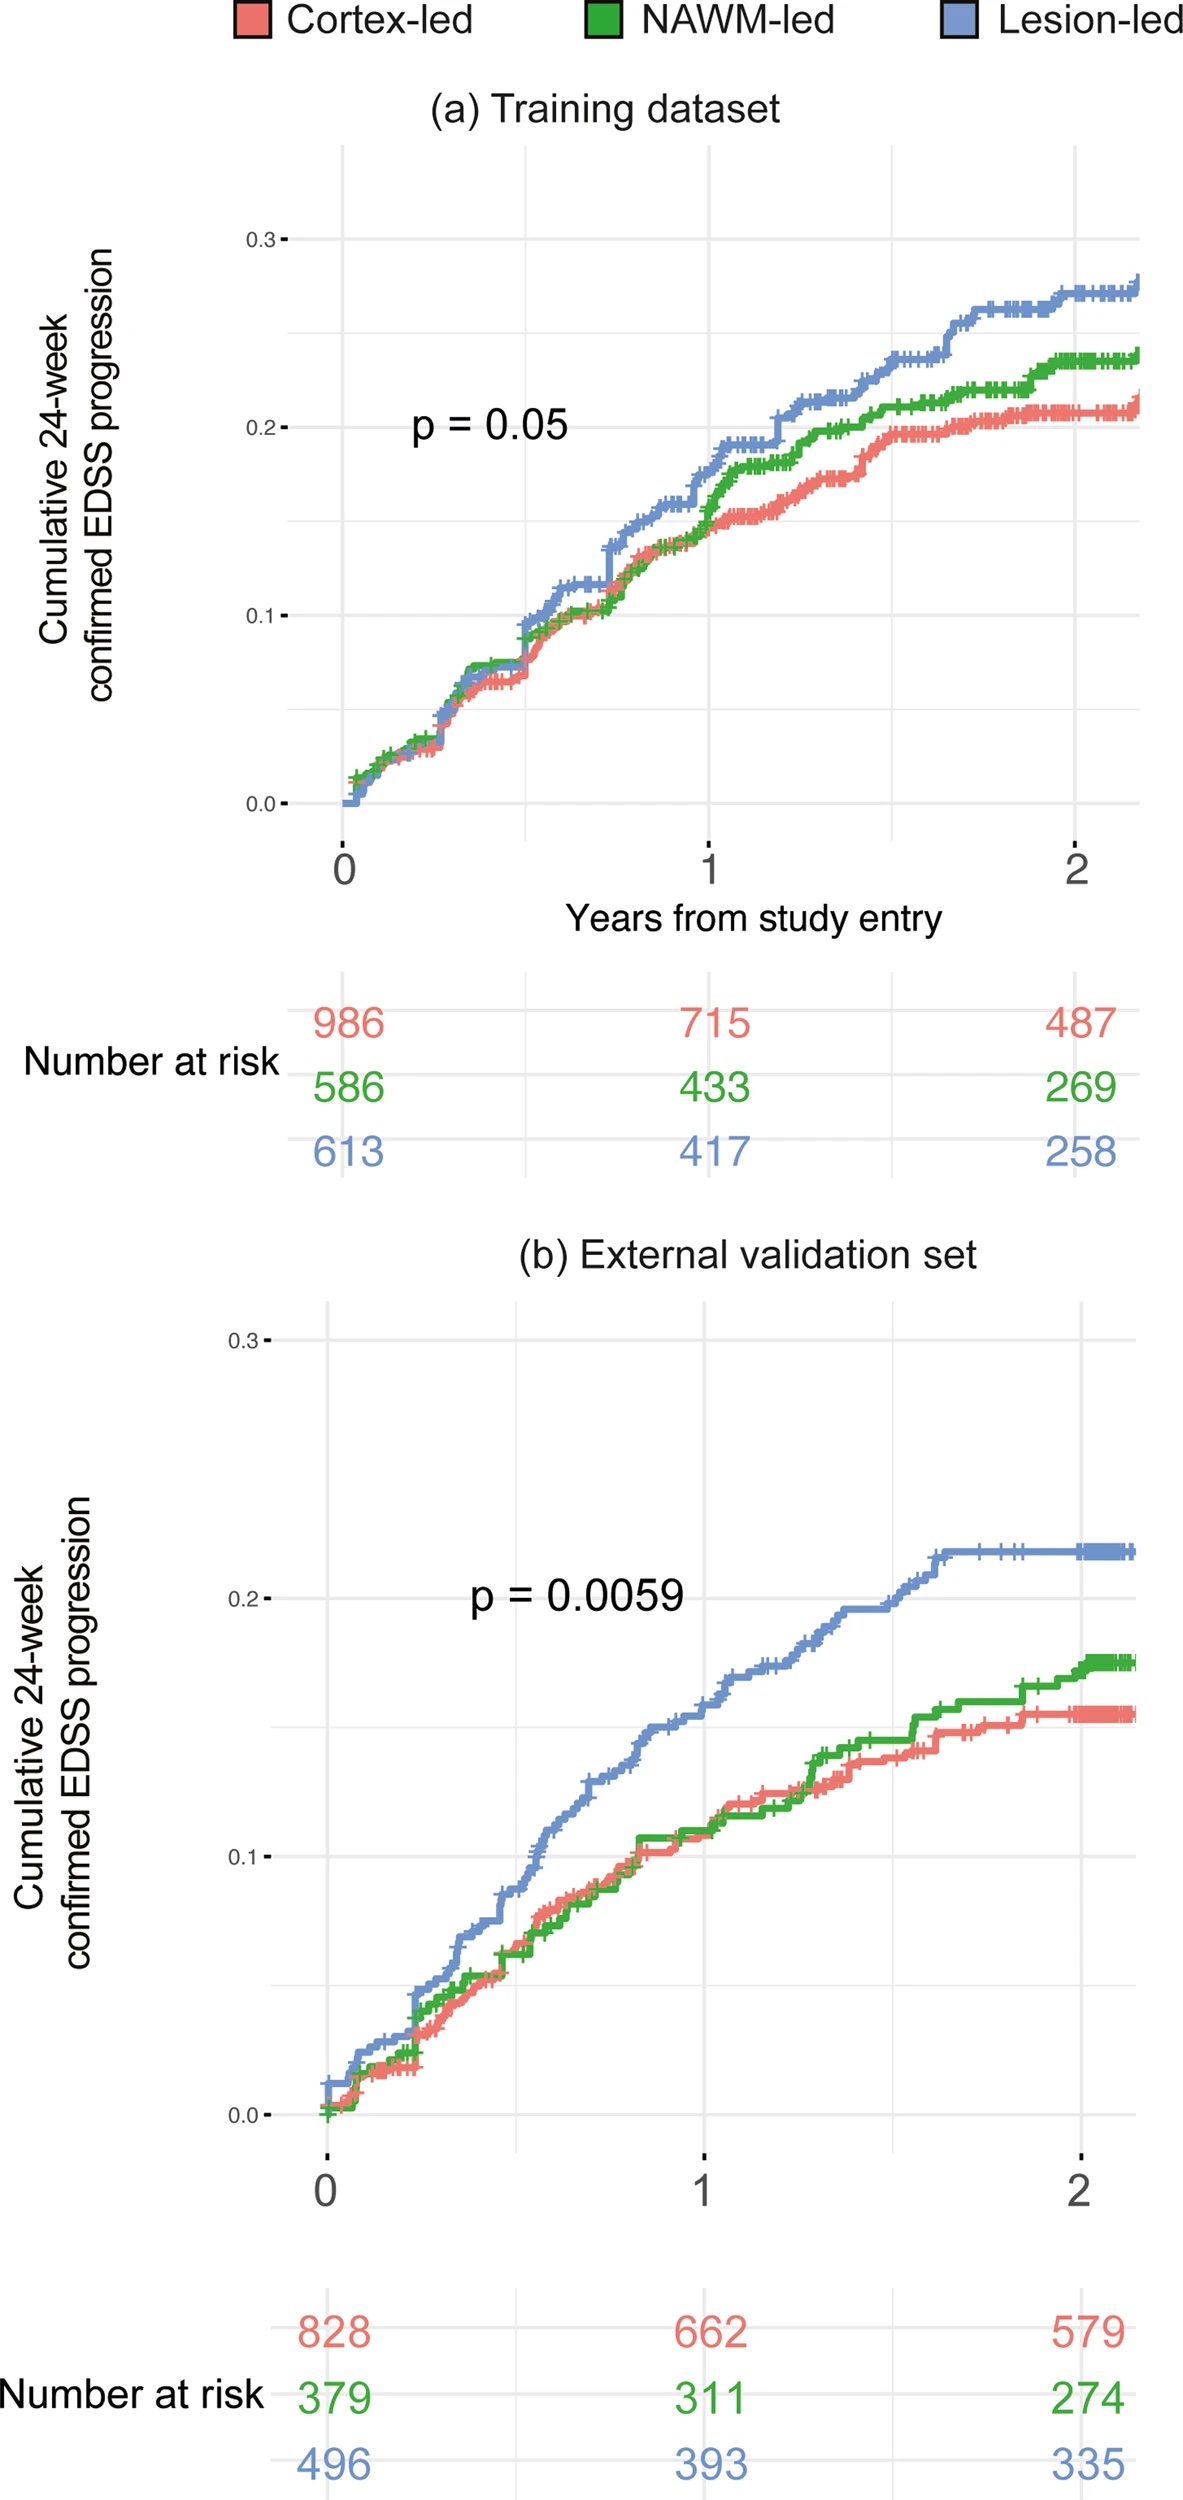 Cortex-led NAWM-led Lesion-led
(a) Training dataset
Cumulative 24-week
confirmed EDSS progression
0.3
0.2
0.1
0.0
p = 0.05
0 1 2
Years from study entry
Number at risk
986 715 487
586 433 269
613 417 258
(b) External validation set
Cumulative 24-week
confirmed EDSS progression
0.3
0.2
0.1
0.0
p = 0.0059
0 1 2
Number at risk
828 662 579
379 311 274
496 393 335